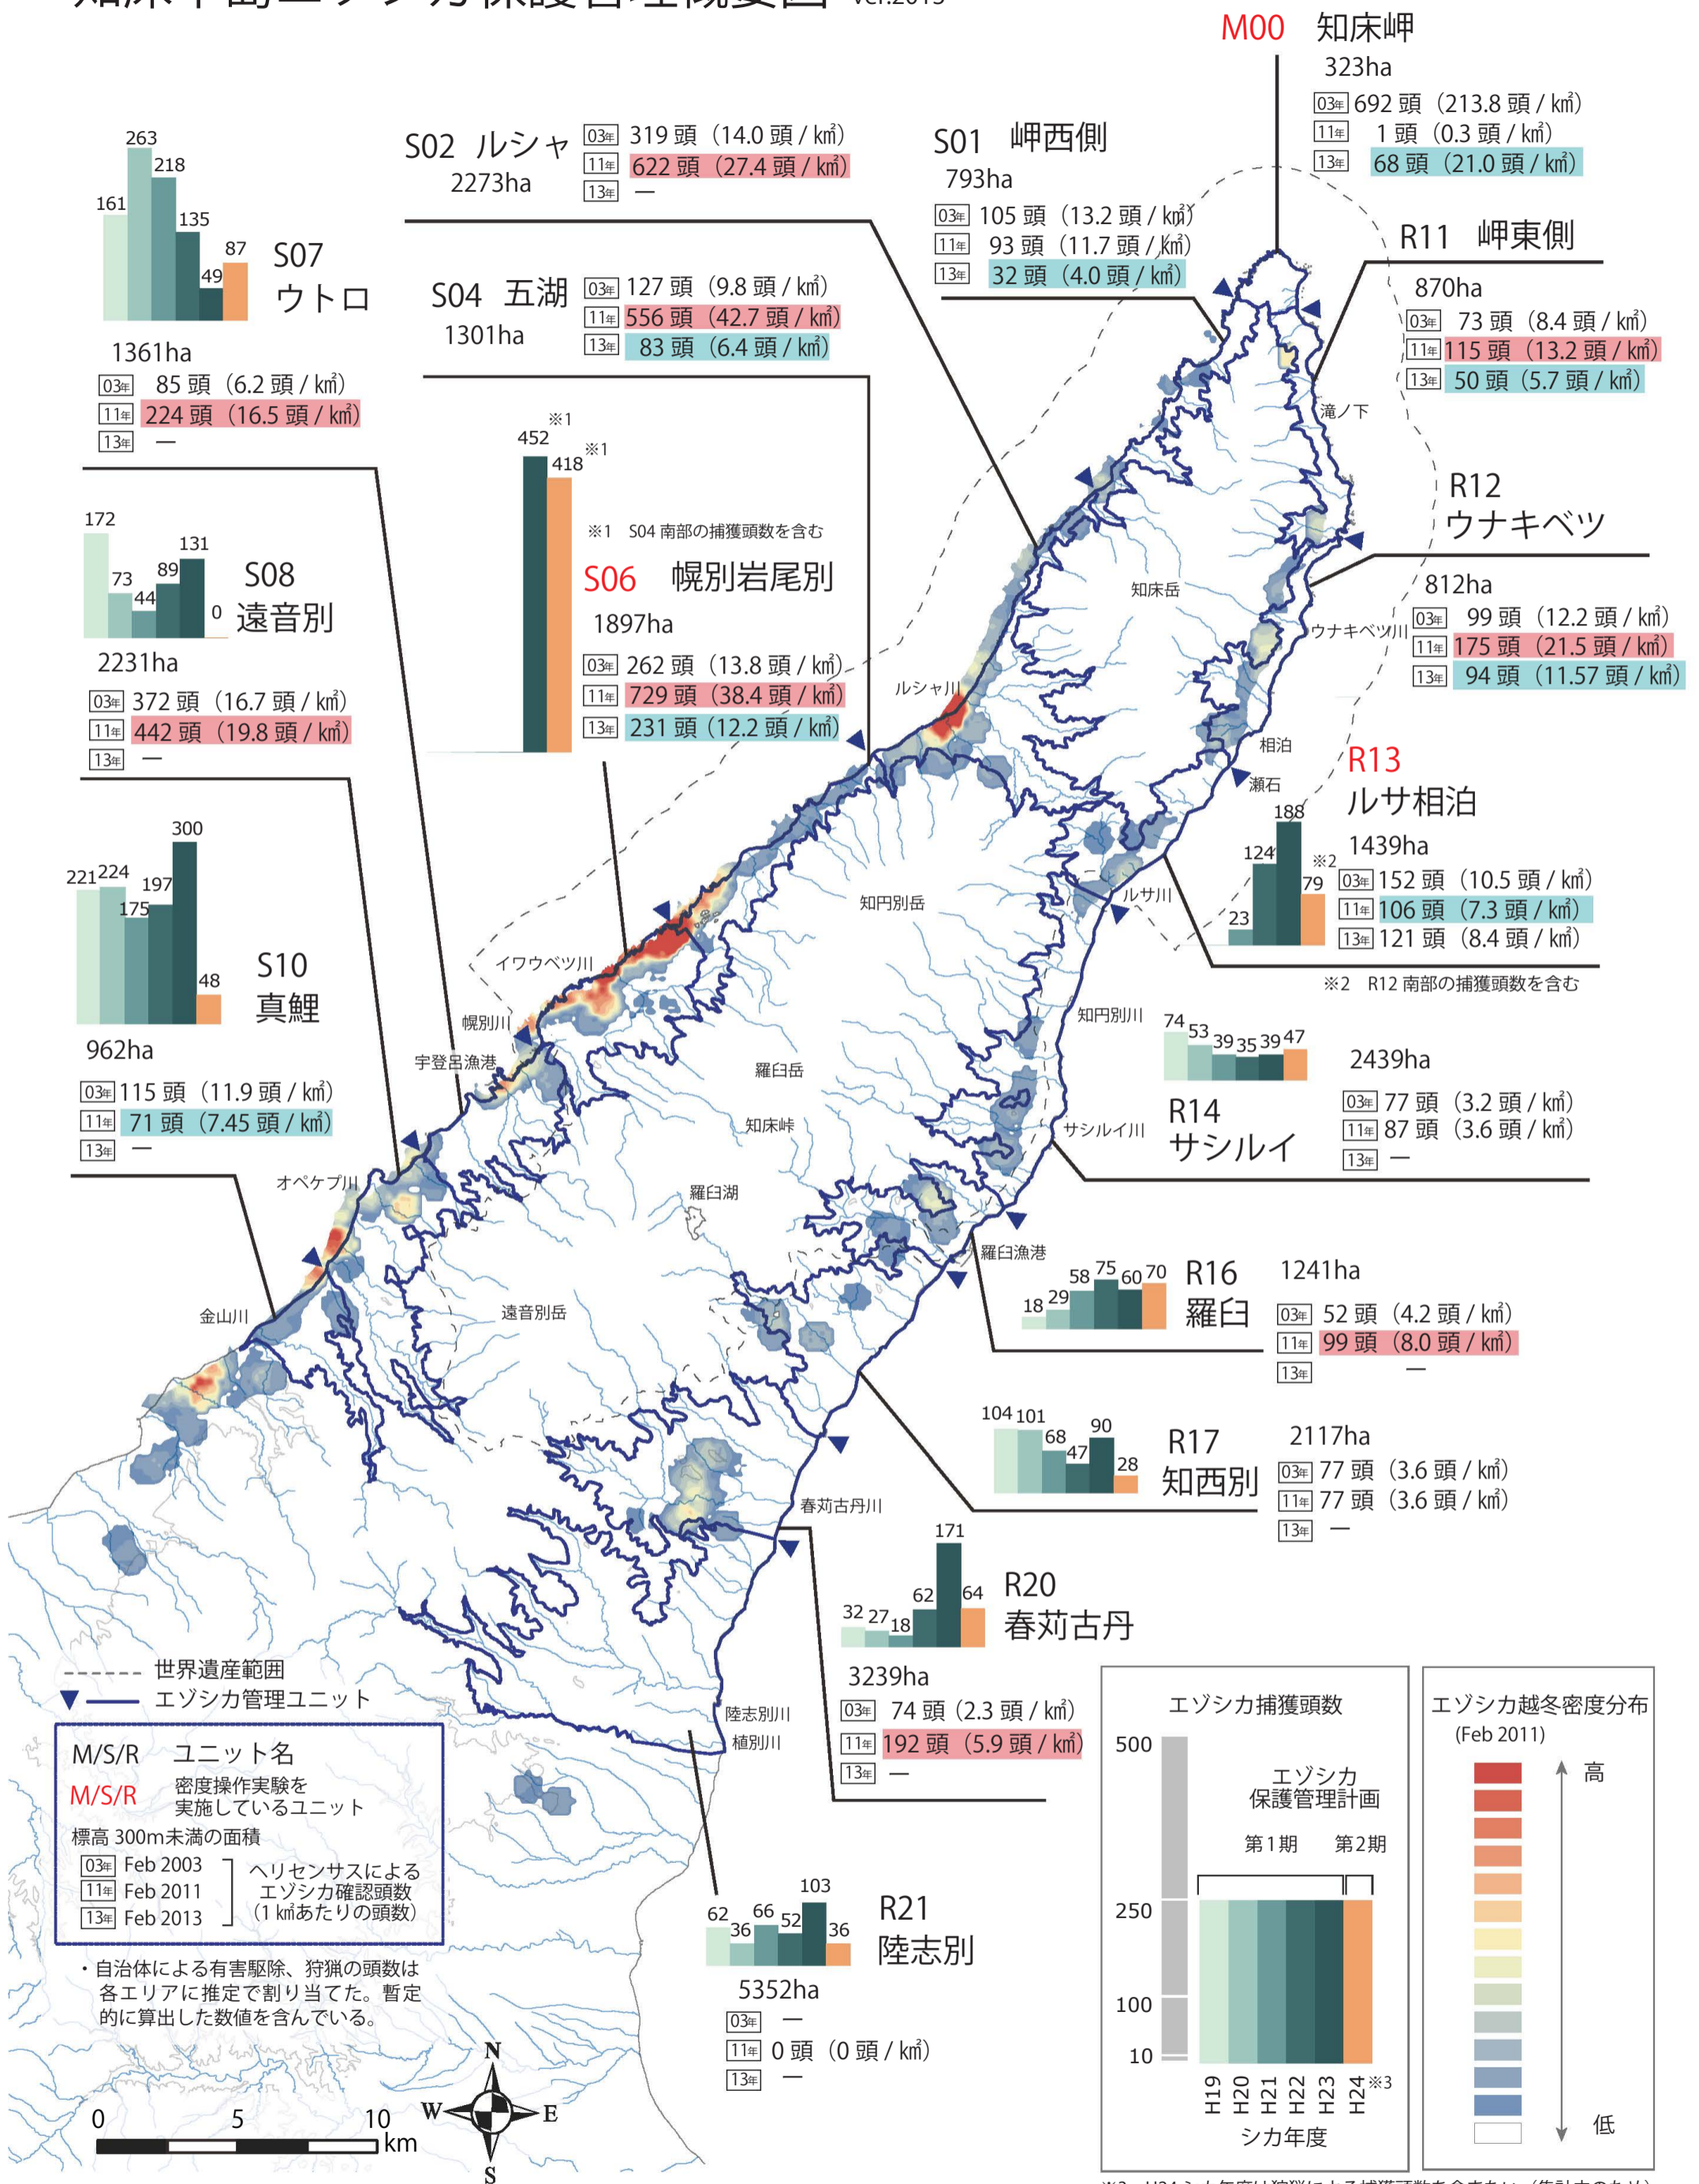 ver.2013
M00 知床岬
323ha
03年 692 頭 （213.8 頭 / k㎡）
11年 1 頭（0.3 頭 / k㎡）
13年 68 頭（21.0 頭 / k㎡）
S01 岬西側
793ha
03年 105 頭（13.2 頭 / k㎡）
11年 93 頭（11.7 頭 / k㎡）
13年 32 頭（4.0 頭 / k㎡）
S02 ルシャ
2273ha
03年 319 頭（14.0 頭 / k㎡）
11年 622 頭（27.4 頭 / k㎡）
13年 —
S04 五湖
1301ha
03年 127 頭（9.8 頭 / k㎡）
11年 556 頭（42.7 頭 / k㎡）
13年 83 頭（6.4 頭 / k㎡）
R11 岬東側
870ha
03年 73 頭（8.4 頭 / k㎡）
11年 115 頭（13.2 頭 / k㎡）
13年 50 頭（5.7 頭 / k㎡）
161 263 218 135 49 87
S07
ウトロ
1361ha
03年 85 頭（6.2 頭 / k㎡）
11年 224 頭（16.5 頭 / k㎡）
13年 —
452 ※1
418 ※1
※1 S04 南部の捕獲頭数を含む
S06 幌別岩尾別
1897ha
03年 262 頭（13.8 頭 / k㎡）
11年 729 頭（38.4 頭 / k㎡）
13年 231 頭（12.2 頭 / k㎡）
R12
ウナキベツ
812ha
03年 99 頭（12.2 頭 / k㎡）
11年 175 頭（21.5 頭 / k㎡）
13年 94 頭（11.57 頭 / k㎡）
172 73 44 89 131 0
S08
遠音別
2231ha
03年 372 頭（16.7 頭 / k㎡）
11年 442 頭（19.8 頭 / k㎡）
13年 —
R13
ルサ相泊
23 124 188 79 ※2
1439ha
03年 152 頭（10.5 頭 / k㎡）
11年 106 頭（7.3 頭 / k㎡）
13年 121 頭（8.4 頭 / k㎡）
※2 R12 南部の捕獲頭数を含む
221 224 175 197 300 48
S10
真鯉
962ha
03年 115 頭（11.9 頭 / k㎡）
11年 71 頭（7.45 頭 / k㎡）
13年 —
74 53 39 35 39 47
R14
サシルイ
2439ha
03年 77 頭（3.2 頭 / k㎡）
11年 87 頭（3.6 頭 / k㎡）
13年 —
18 29 58 75 60 70
R16
羅臼
1241ha
03年 52 頭（4.2 頭 / k㎡）
11年 99 頭（8.0 頭 / k㎡）
13年 —
104 101 68 47 90 28
R17
知西別
2117ha
03年 77 頭（3.6 頭 / k㎡）
11年 77 頭（3.6 頭 / k㎡）
13年 —
32 27 18 62 171 64
R20
春苅古丹
3239ha
03年 74 頭（2.3 頭 / k㎡）
11年 192 頭（5.9 頭 / k㎡）
13年 —
62 36 66 52 103 36
R21
陸志別
5352ha
03年 —
11年 0 頭（0 頭 / k㎡）
13年 —
滝ノ下
知床岳
ウナキベツ川
ルシャ川
相泊
瀬石
ルサ川
知円別岳
イワウベツ川
幌別川
宇登呂漁港
知円別川
羅臼岳
知床峠
サシルイ川
オペケプ川
羅臼湖
羅臼漁港
金山川
遠音別岳
春苅古丹川
陸志別川
植別川
世界遺産範囲
エゾシカ管理ユニット
M/S/R ユニット名
M/S/R 密度操作実験を
実施しているユニット
標高 300m未満の面積
03年 Feb 2003
11年 Feb 2011
13年 Feb 2013
ヘリセンサスによる
エゾシカ確認頭数
（1 k㎡あたりの頭数）
・自治体による有害駆除、狩猟の頭数は
各エリアに推定で割り当てた。暫定
的に算出した数値を含んでいる。
0 5 10
km
N
W E
S
エゾシカ捕獲頭数
500
250
100
10
エゾシカ
保護管理計画
第1期 第2期
H19 H20 H21 H22 H23 H24 ※3
シカ年度
エゾシカ越冬密度分布
(Feb 2011)
高
低